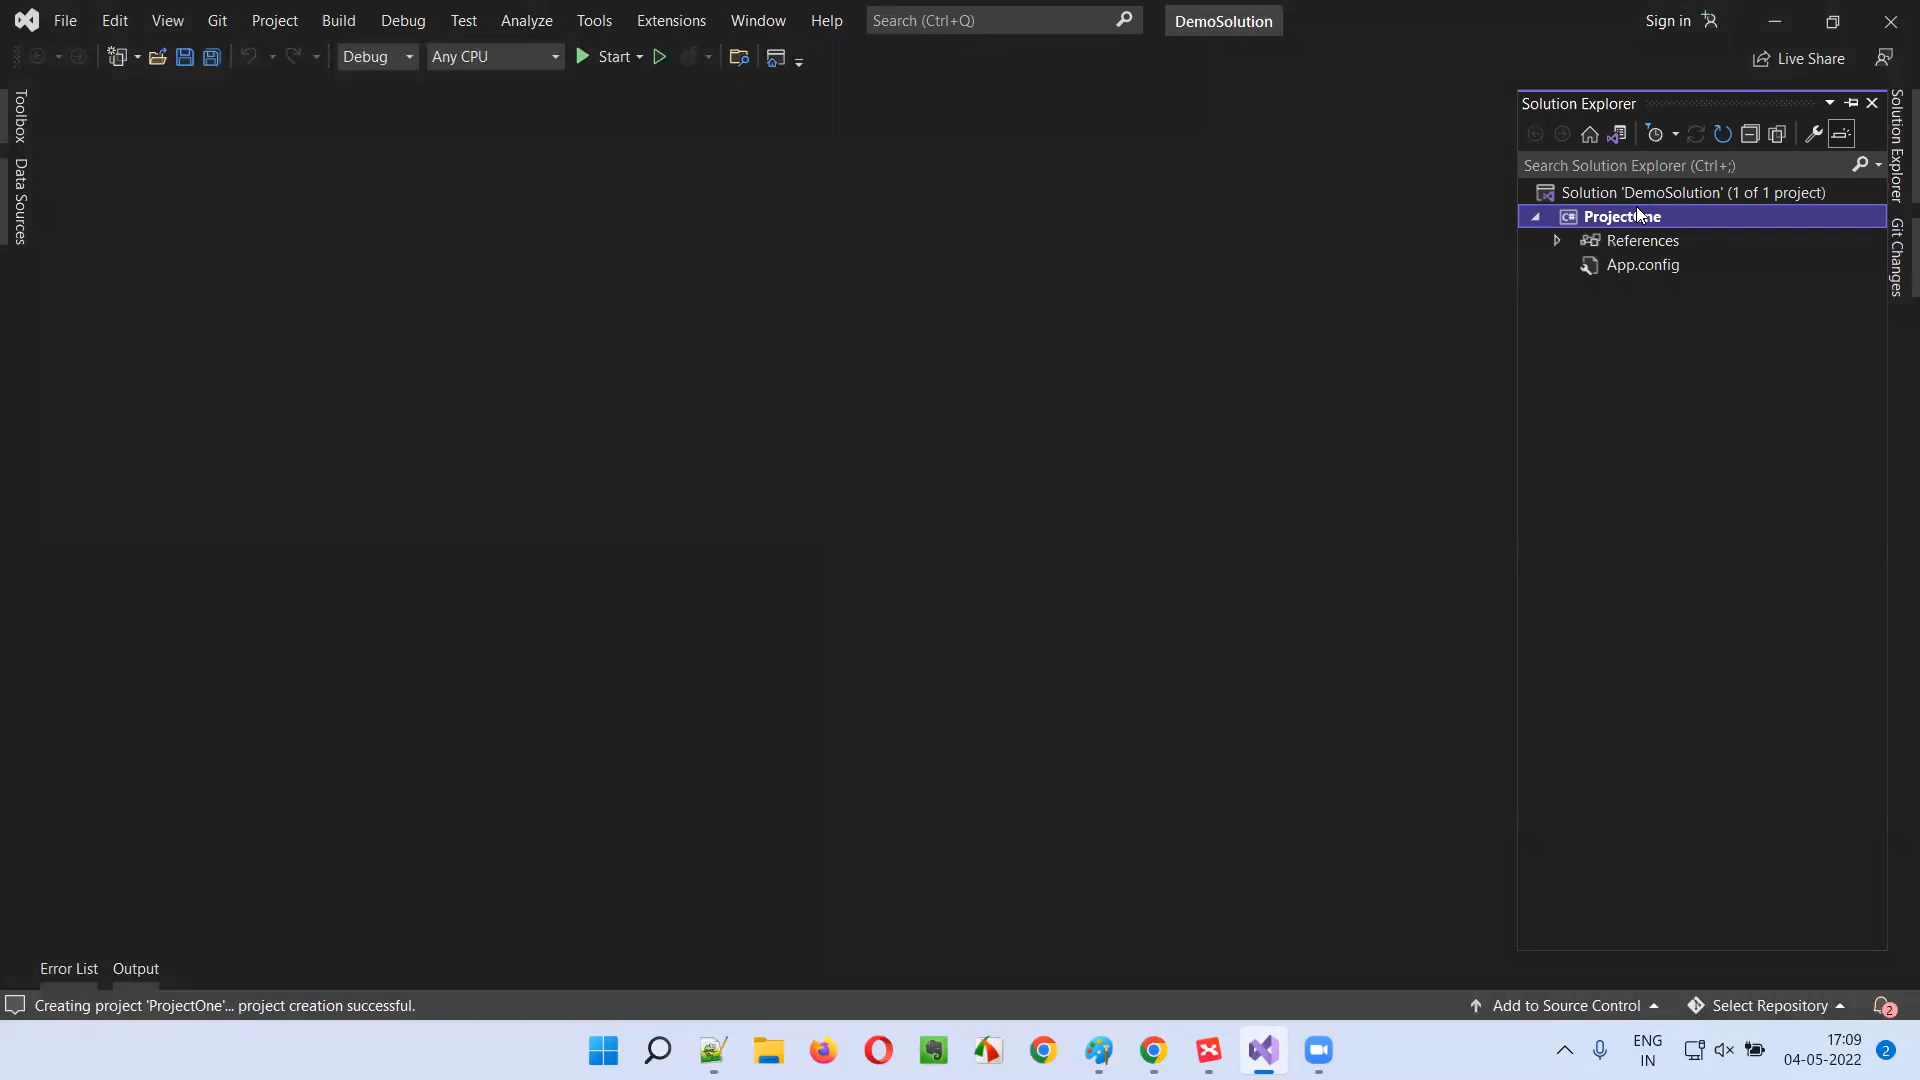 File Edit View Git Project Build Debug Test Analyze Tools Extensions Window Help Search (Ctrl+Q) DemoSolution Sign in
Debug Any CPU Start Live Share
Toolbox
Data Sources
Solution Explorer
Search Solution Explorer (Ctrl+;)
Solution 'DemoSolution' (1 of 1 project)
ProjectOne
References
App.config
Solution Explorer
Git Changes
Error List Output
Creating project 'ProjectOne'... project creation successful. Add to Source Control Select Repository 2
ENG 17:09
IN 04-05-2022 2